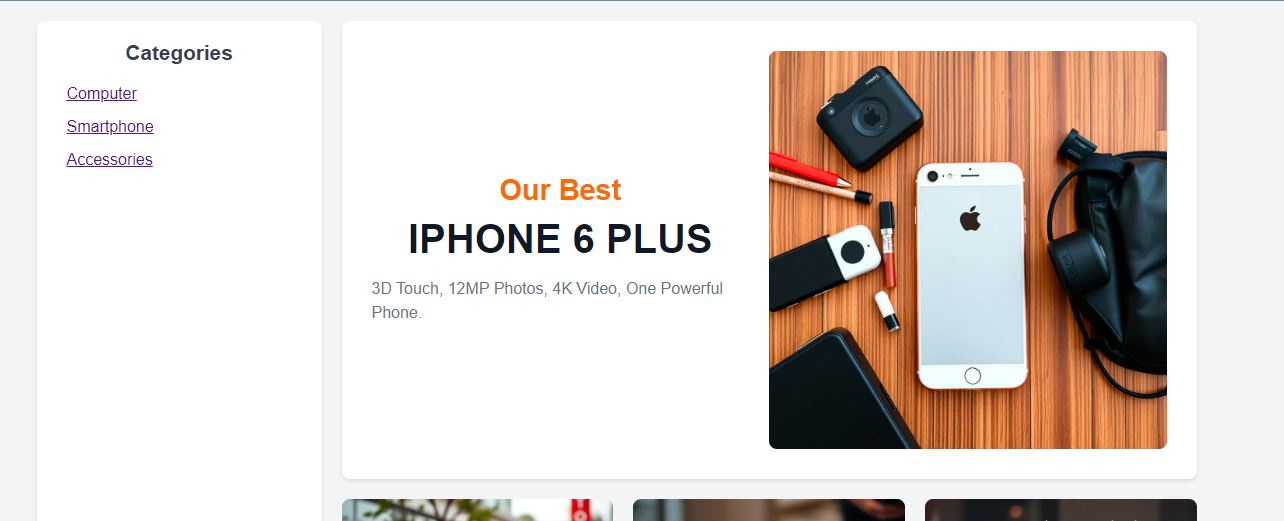 Categories
Computer
Smartphone
Accessories
Our Best
IPHONE 6 PLUS
3D Touch, 12MP Photos, 4K Video, One Powerful
Phone.